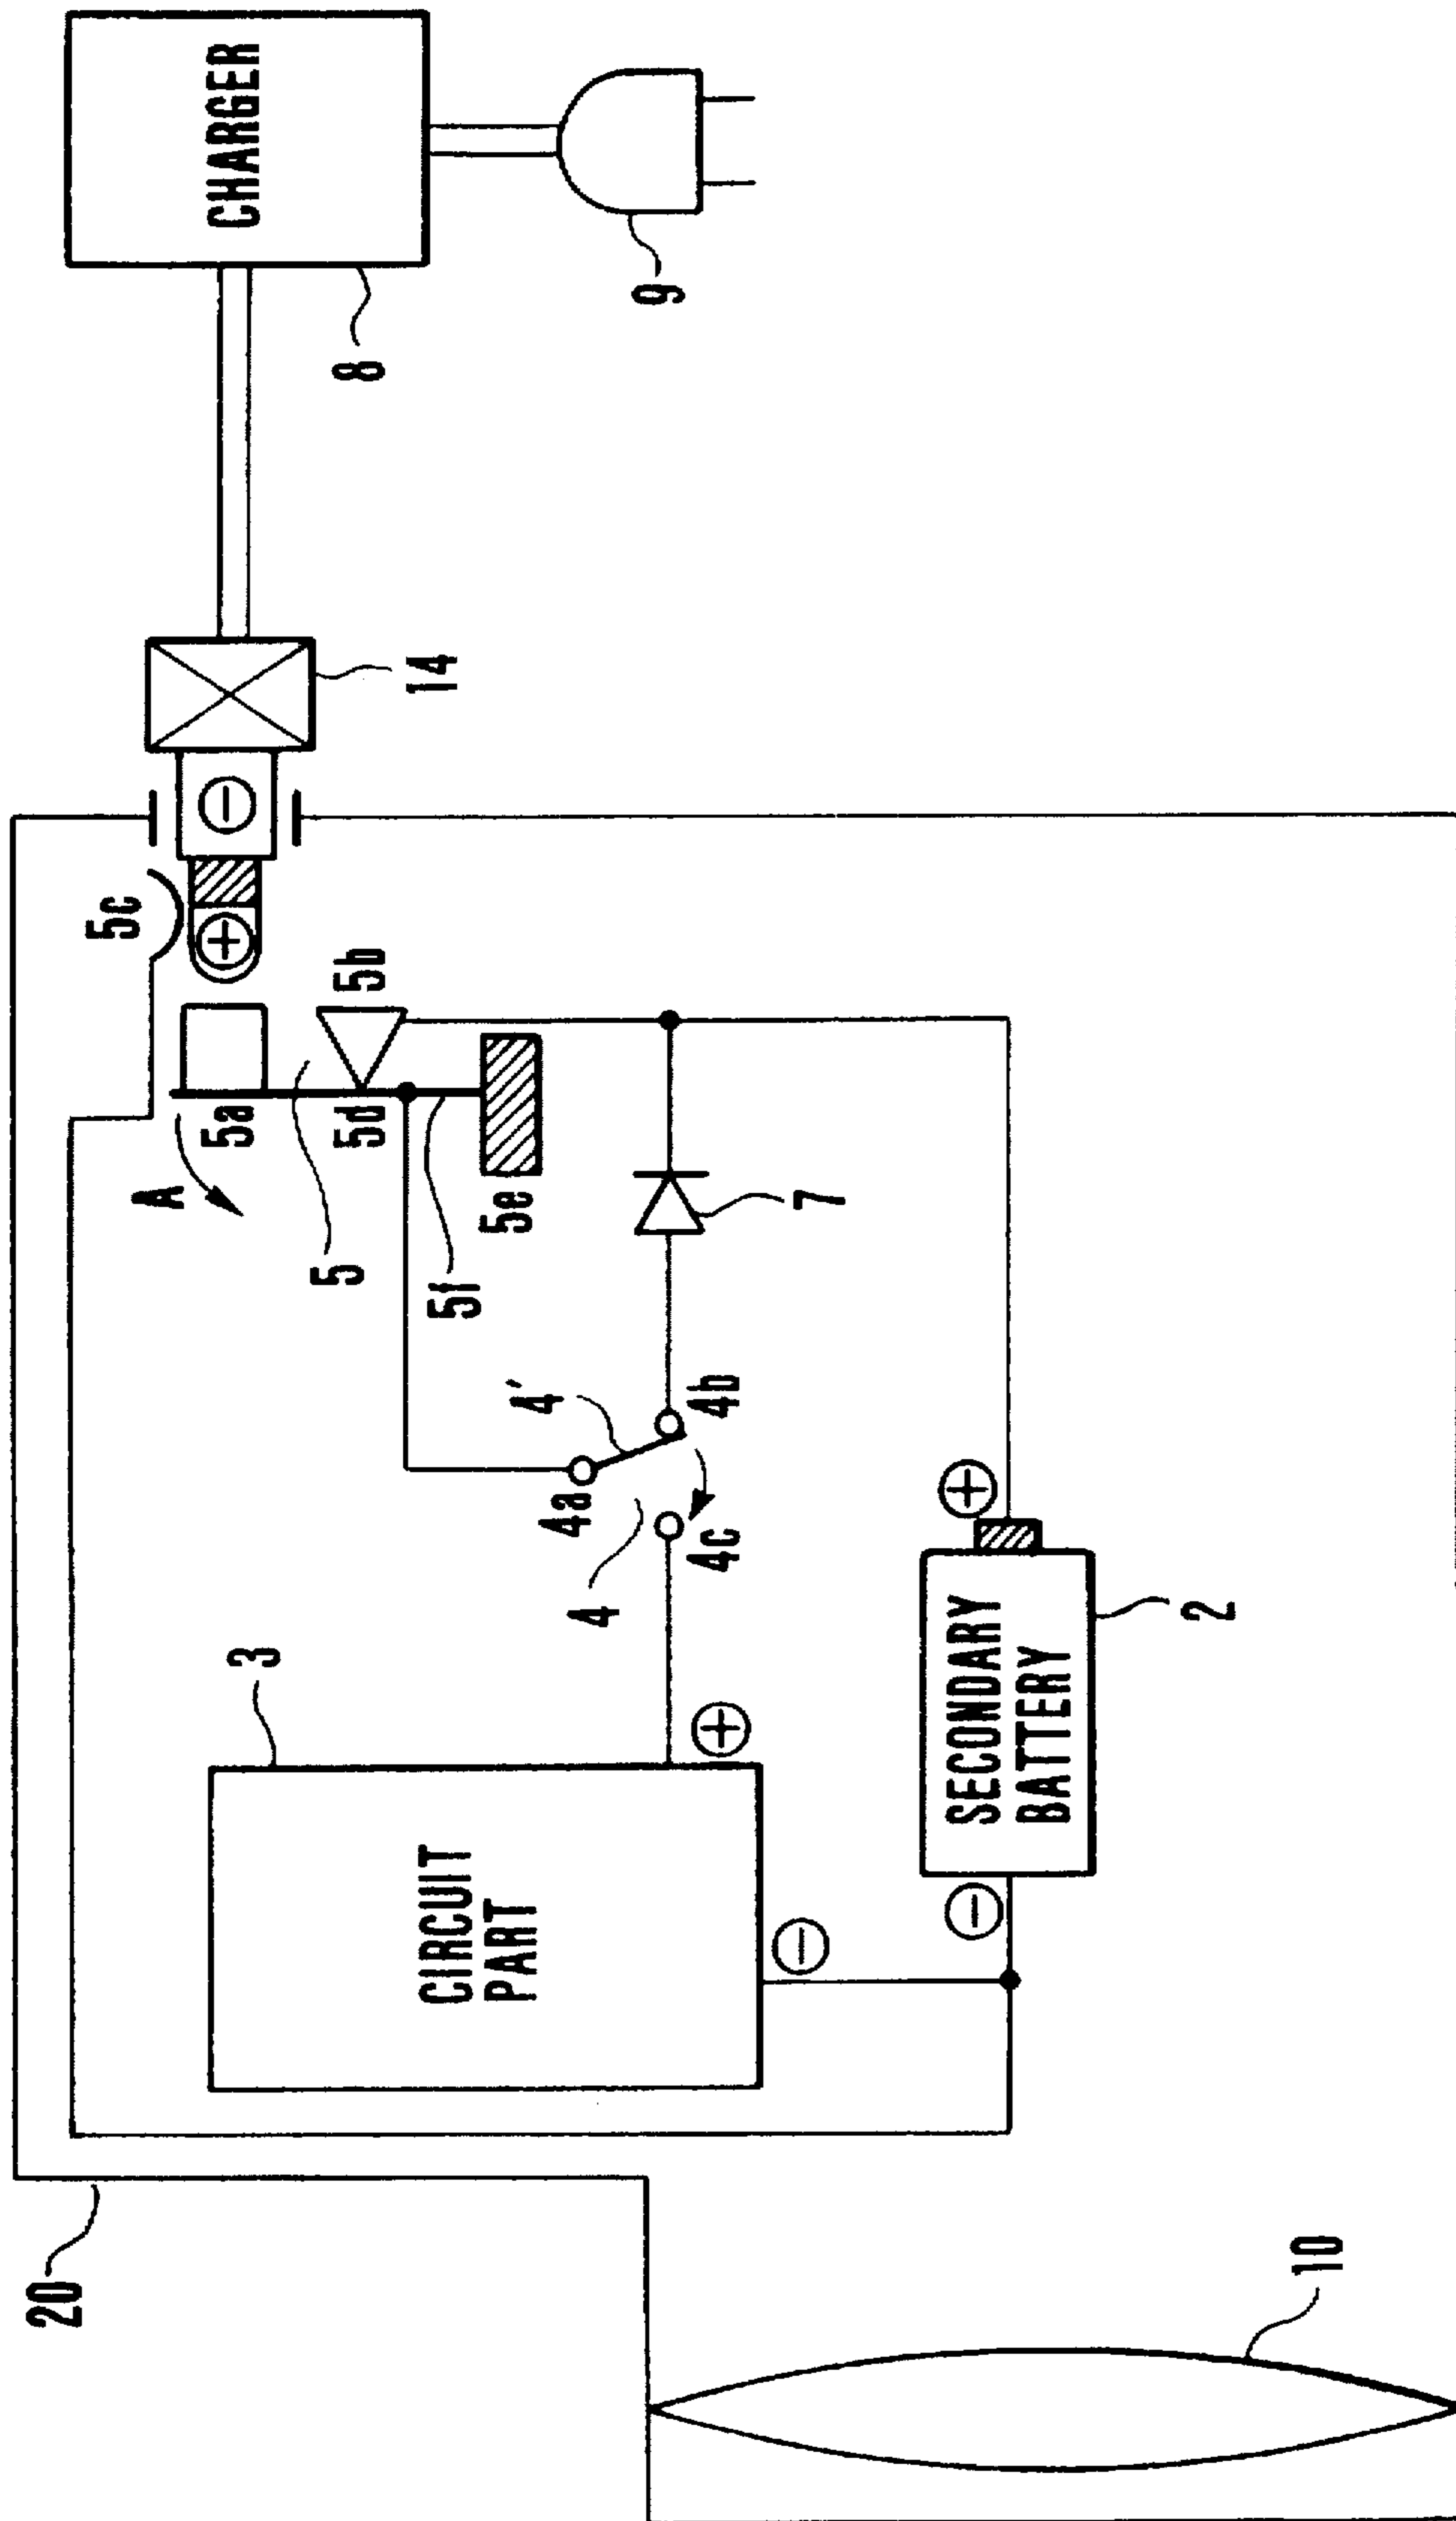 20
5c
A
5a
CHARGER
3
5
5d
5b
8
14
CIRCUIT
PART
5f
5e
4'
4a
4
9
4c
4b
+
−
7
+
−
+
−
SECONDARY
BATTERY
2
10